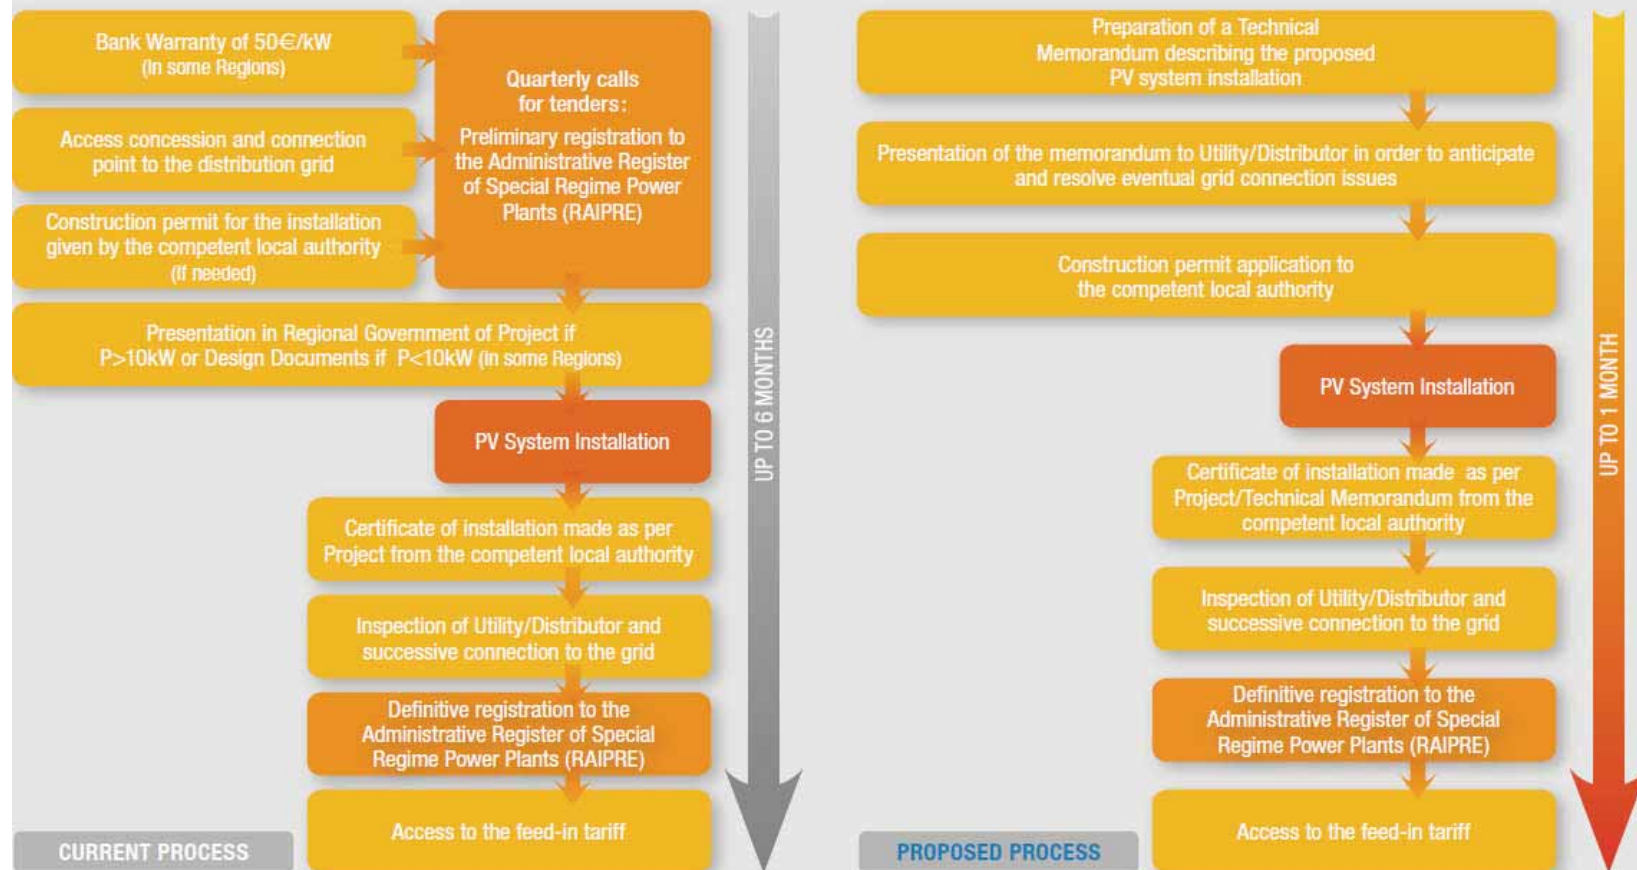 Bank Warranty of 50€/kW
(in some Regions)
Access concession and connection
point to the distribution grid
Construction permit for the installation
given by the competent local authority
(if needed)
Quarterly calls
for tenders:
Preliminary registration to
the Administrative Register
of Special Regime Power
Plants (RAIPRE)
Presentation in Regional Government of Project if
P>10kW or Design Documents if P<10kW (in some Regions)
PV System Installation
Certificate of installation made as per
Project from the competent local authority
Inspection of Utility/Distributor and
successive connection to the grid
Definitive registration to the
Administrative Register of Special
Regime Power Plants (RAIPRE)
Access to the feed-in tariff
CURRENT PROCESS
UP TO 6 MONTHS
Preparation of a Technical
Memorandum describing the proposed
PV system installation
Presentation of the memorandum to Utility/Distributor in order to anticipate
and resolve eventual grid connection issues
Construction permit application to
the competent local authority
PV System Installation
Certificate of installation made as per
Project/Technical Memorandum from the
competent local authority
Inspection of Utility/Distributor and
successive connection to the grid
Definitive registration to the
Administrative Register of Special
Regime Power Plants (RAIPRE)
Access to the feed-in tariff
PROPOSED PROCESS
UP TO 1 MONTH